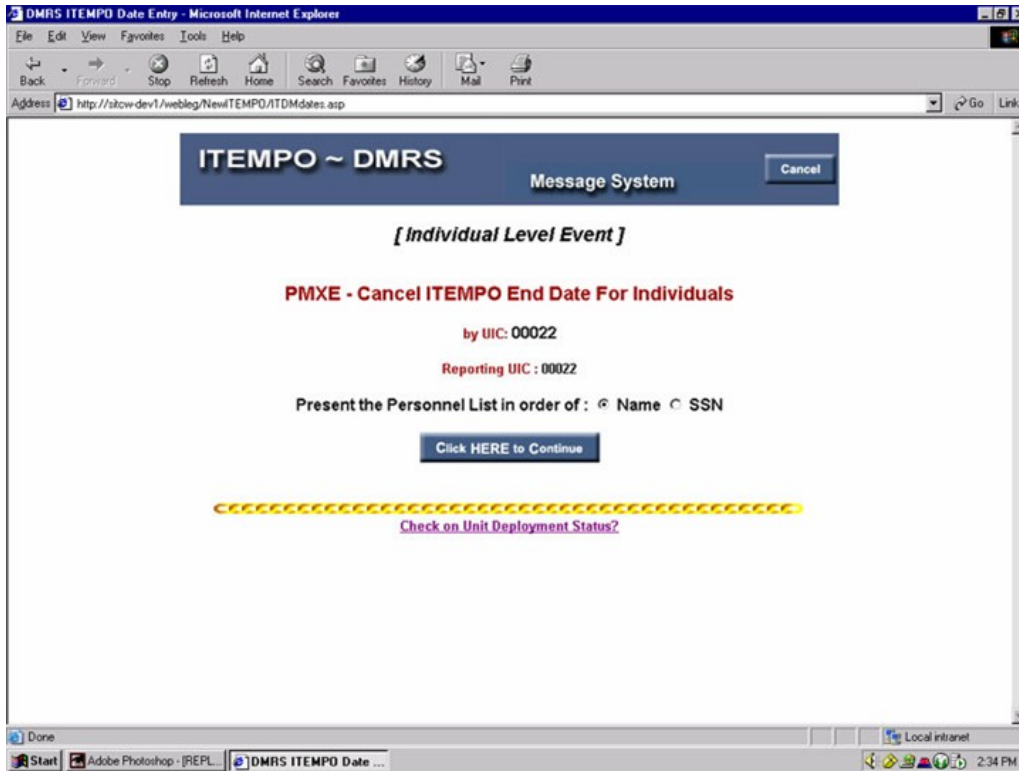 DMRS ITEMPO Date Entry - Microsoft Internet Explorer
File Edit View Favorites Tools Help
Back Forward Stop Refresh Home Search Favorites History Mail Print
Address http://sitcw-dev1/webleg/NewITEMPO/ITDMdates.asp Go Link
ITEMPO ~ DMRS
Message System
Cancel
[ Individual Level Event ]
PMXE - Cancel ITEMPO End Date For Individuals
by UIC: 00022
Reporting UIC : 00022
Present the Personnel List in order of : Name SSN
Click HERE to Continue
Check on Unit Deployment Status?
Done Local intranet
Start Adobe Photoshop - [REPL... DMRS ITEMPO Date ... 2:34 PM